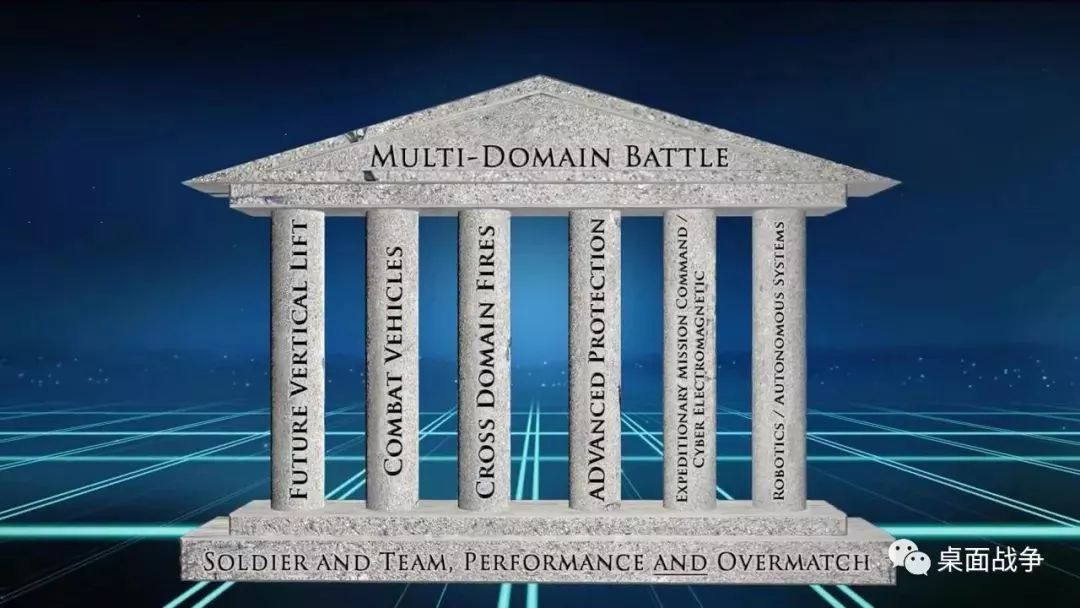 MULTI-DOMAIN BATTLE
FUTURE VERTICAL LIFT
COMBAT VEHICLES
CROSS DOMAIN FIRES
ADVANCED PROTECTION
EXPEDITIONARY MISSION COMMAND /
CYBER ELECTROMAGNETIC
ROBOTICS / AUTONOMOUS SYSTEMS
SOLDIER AND TEAM, PERFORMANCE AND OVERMATCH
桌面战争